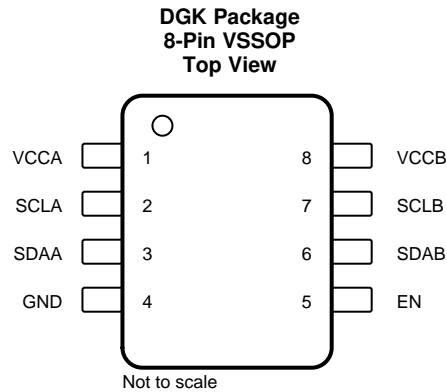 DGK Package
8-Pin VSSOP
Top View
VCCA 1 8 VCCB
SCLA 2 7 SCLB
SDAA 3 6 SDAB
GND 4 5 EN
Not to scale